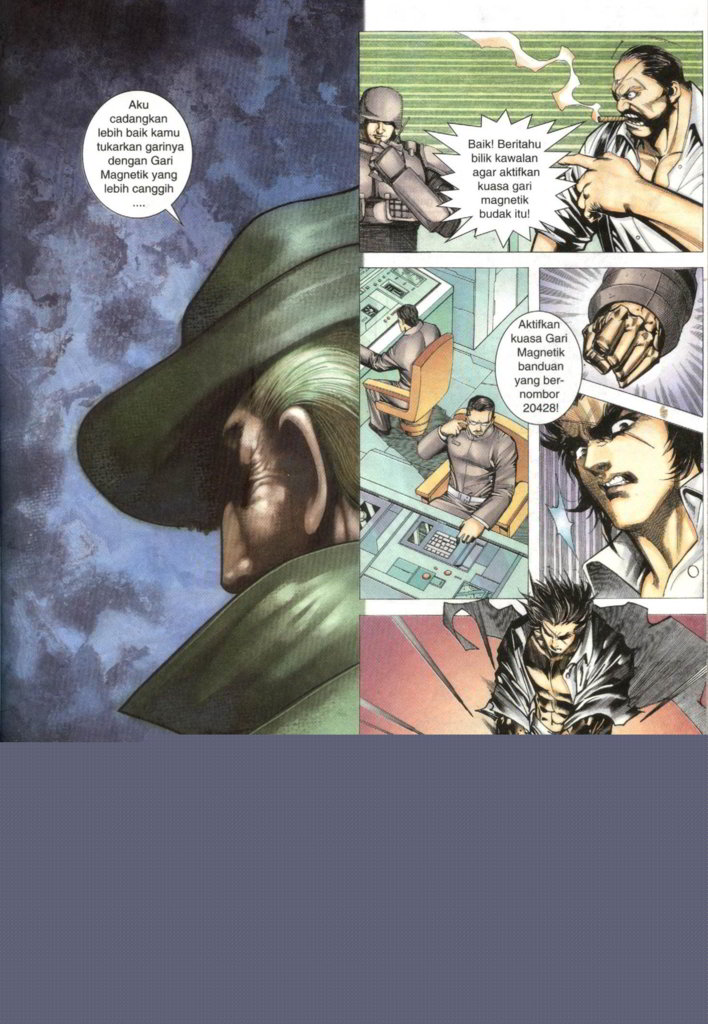 Aku
cadangkan
lebih baik kamu
tukarkan garinya
dengan Gari
Magnetik yang
lebih canggih
....
Baik! Beritahu
bilik kawalan
agar aktifkan
kuasa gari
magnetik
budak itu!
Aktifkan
kuasa Gari
Magnetik
banduan
yang ber-
nombor
20428!